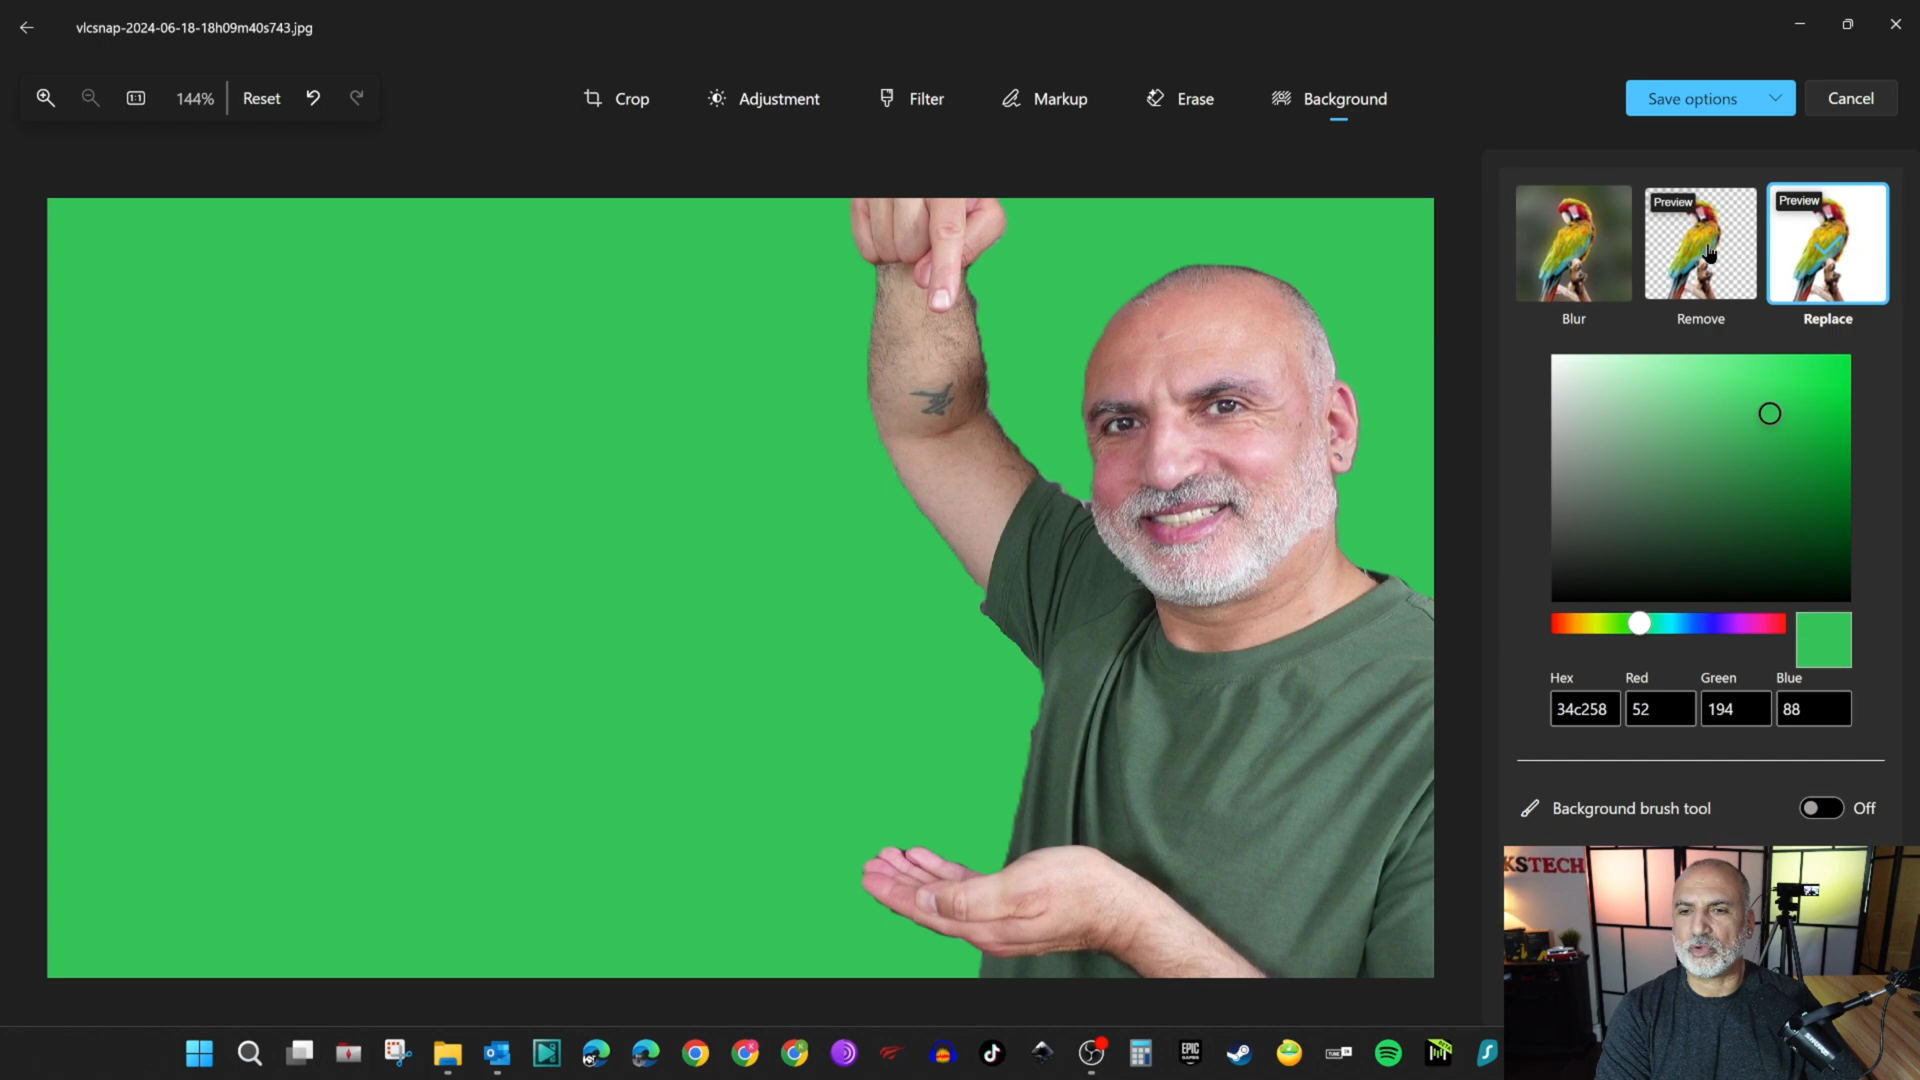 vlcsnap-2024-06-18-18h09m40s743.jpg
144%
Reset
Crop
Adjustment
Filter
Markup
Erase
Background
Save options
Cancel
Preview
Preview
Blur
Remove
Replace
Hex
Red
Green
Blue
34c258
52
194
88
Background brush tool
Off
KSTECH
EPIC